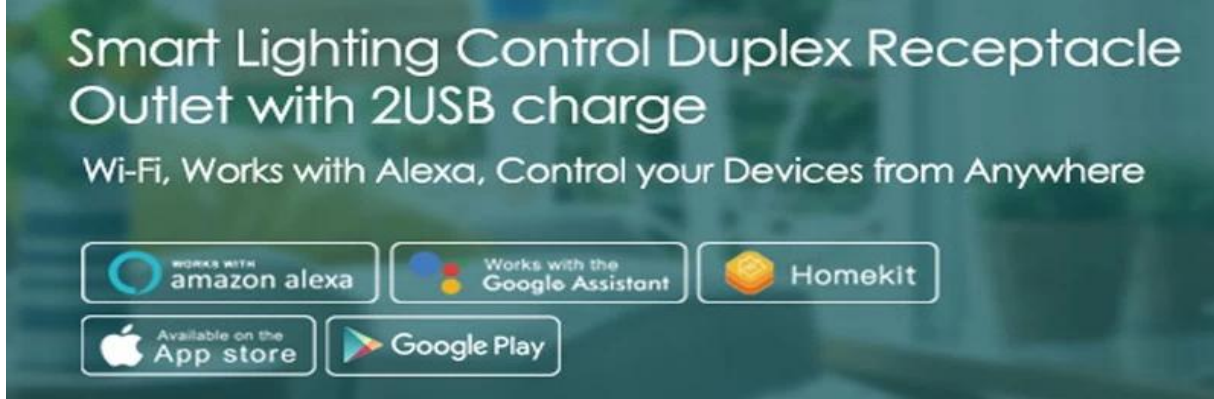 Smart Lighting Control Duplex Receptacle
Outlet with 2USB charge
Wi-Fi, Works with Alexa, Control your Devices from Anywhere
WORKS WITH
amazon alexa
Works with the
Google Assistant
Homekit
Available on the
App store
Google Play